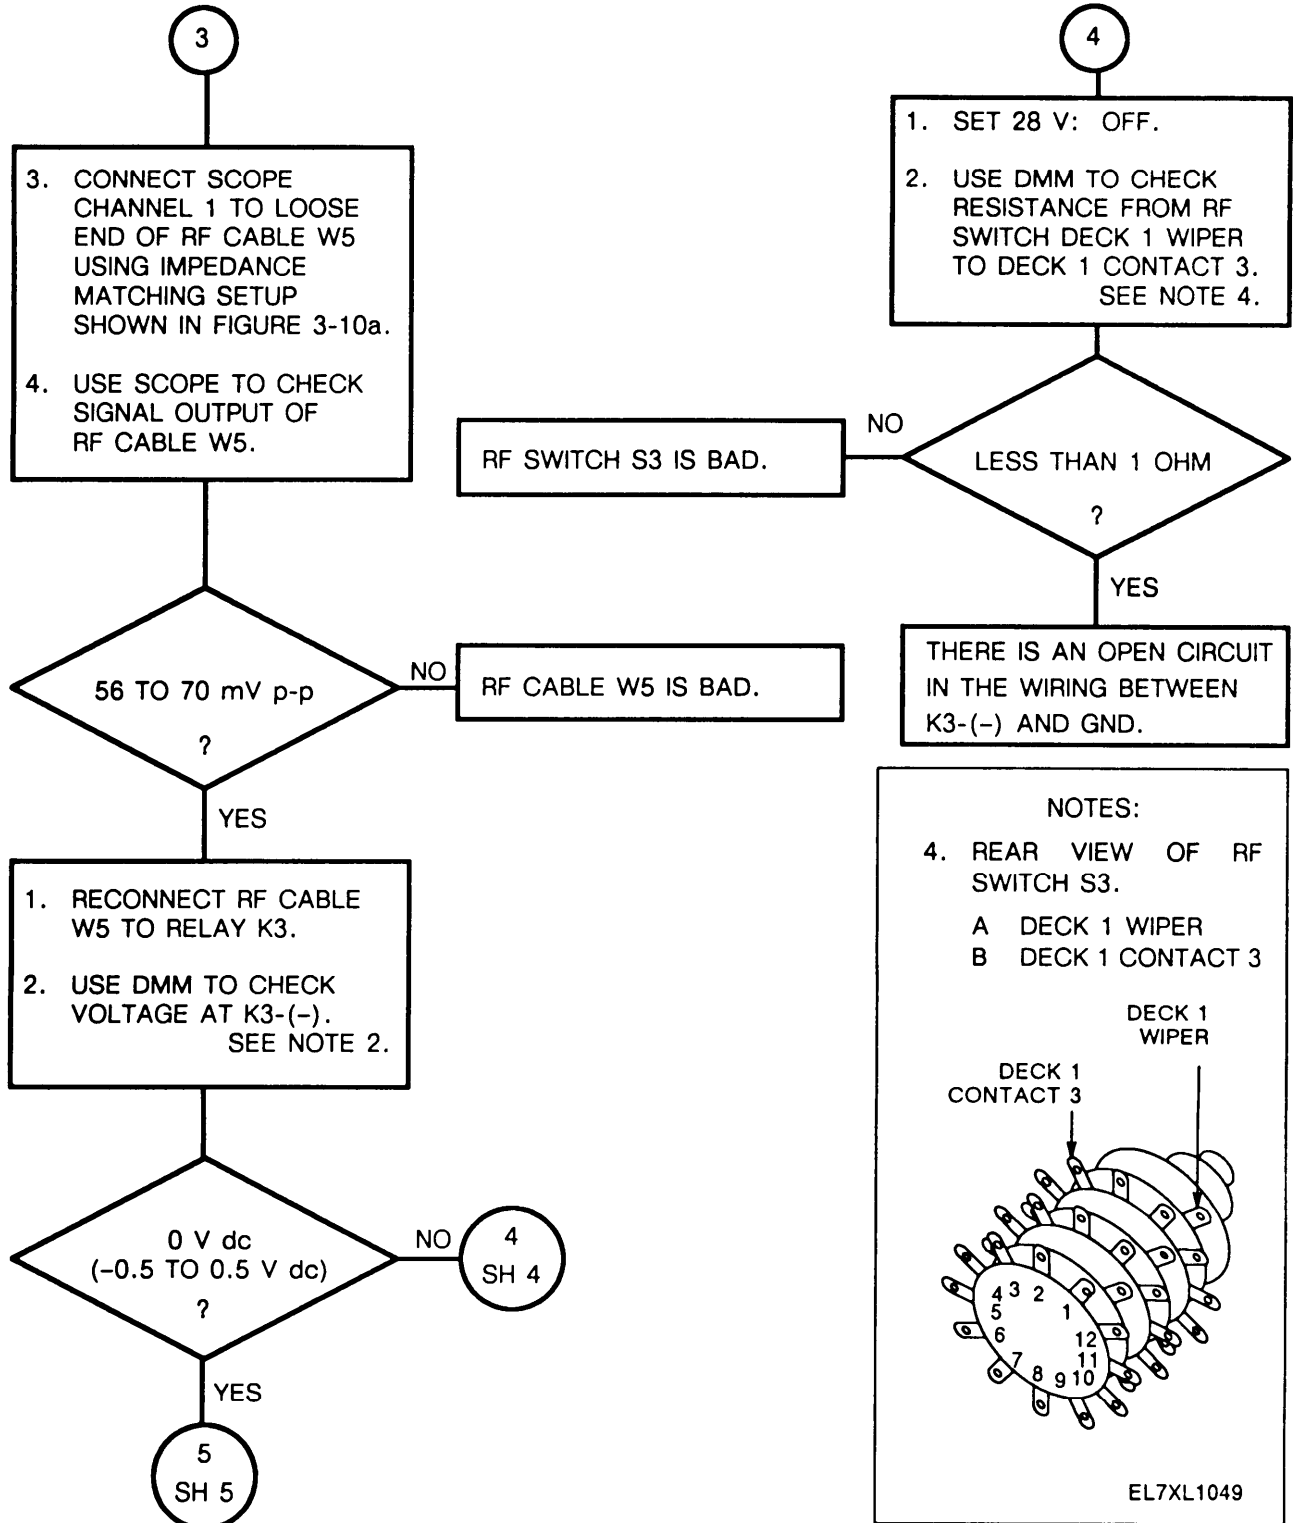 3
3. CONNECT SCOPE
CHANNEL 1 TO LOOSE
END OF RF CABLE W5
USING IMPEDANCE
MATCHING SETUP
SHOWN IN FIGURE 3-10a.
4. USE SCOPE TO CHECK
SIGNAL OUTPUT OF
RF CABLE W5.
56 TO 70 mV p-p
?
NO
RF CABLE W5 IS BAD.
YES
1. RECONNECT RF CABLE
W5 TO RELAY K3.
2. USE DMM TO CHECK
VOLTAGE AT K3-(–).
SEE NOTE 2.
0 V dc
(–0.5 TO 0.5 V dc)
?
NO
4
SH 4
YES
5
SH 5
4
1. SET 28 V: OFF.
2. USE DMM TO CHECK
RESISTANCE FROM RF
SWITCH DECK 1 WIPER
TO DECK 1 CONTACT 3.
SEE NOTE 4.
LESS THAN 1 OHM
?
NO
RF SWITCH S3 IS BAD.
YES
THERE IS AN OPEN CIRCUIT
IN THE WIRING BETWEEN
K3-(–) AND GND.
NOTES:
4. REAR VIEW OF RF
SWITCH S3.
A DECK 1 WIPER
B DECK 1 CONTACT 3
DECK 1
WIPER
DECK 1
CONTACT 3
1
2
3
4
5
6
7
8
9
10
11
12
EL7XL1049